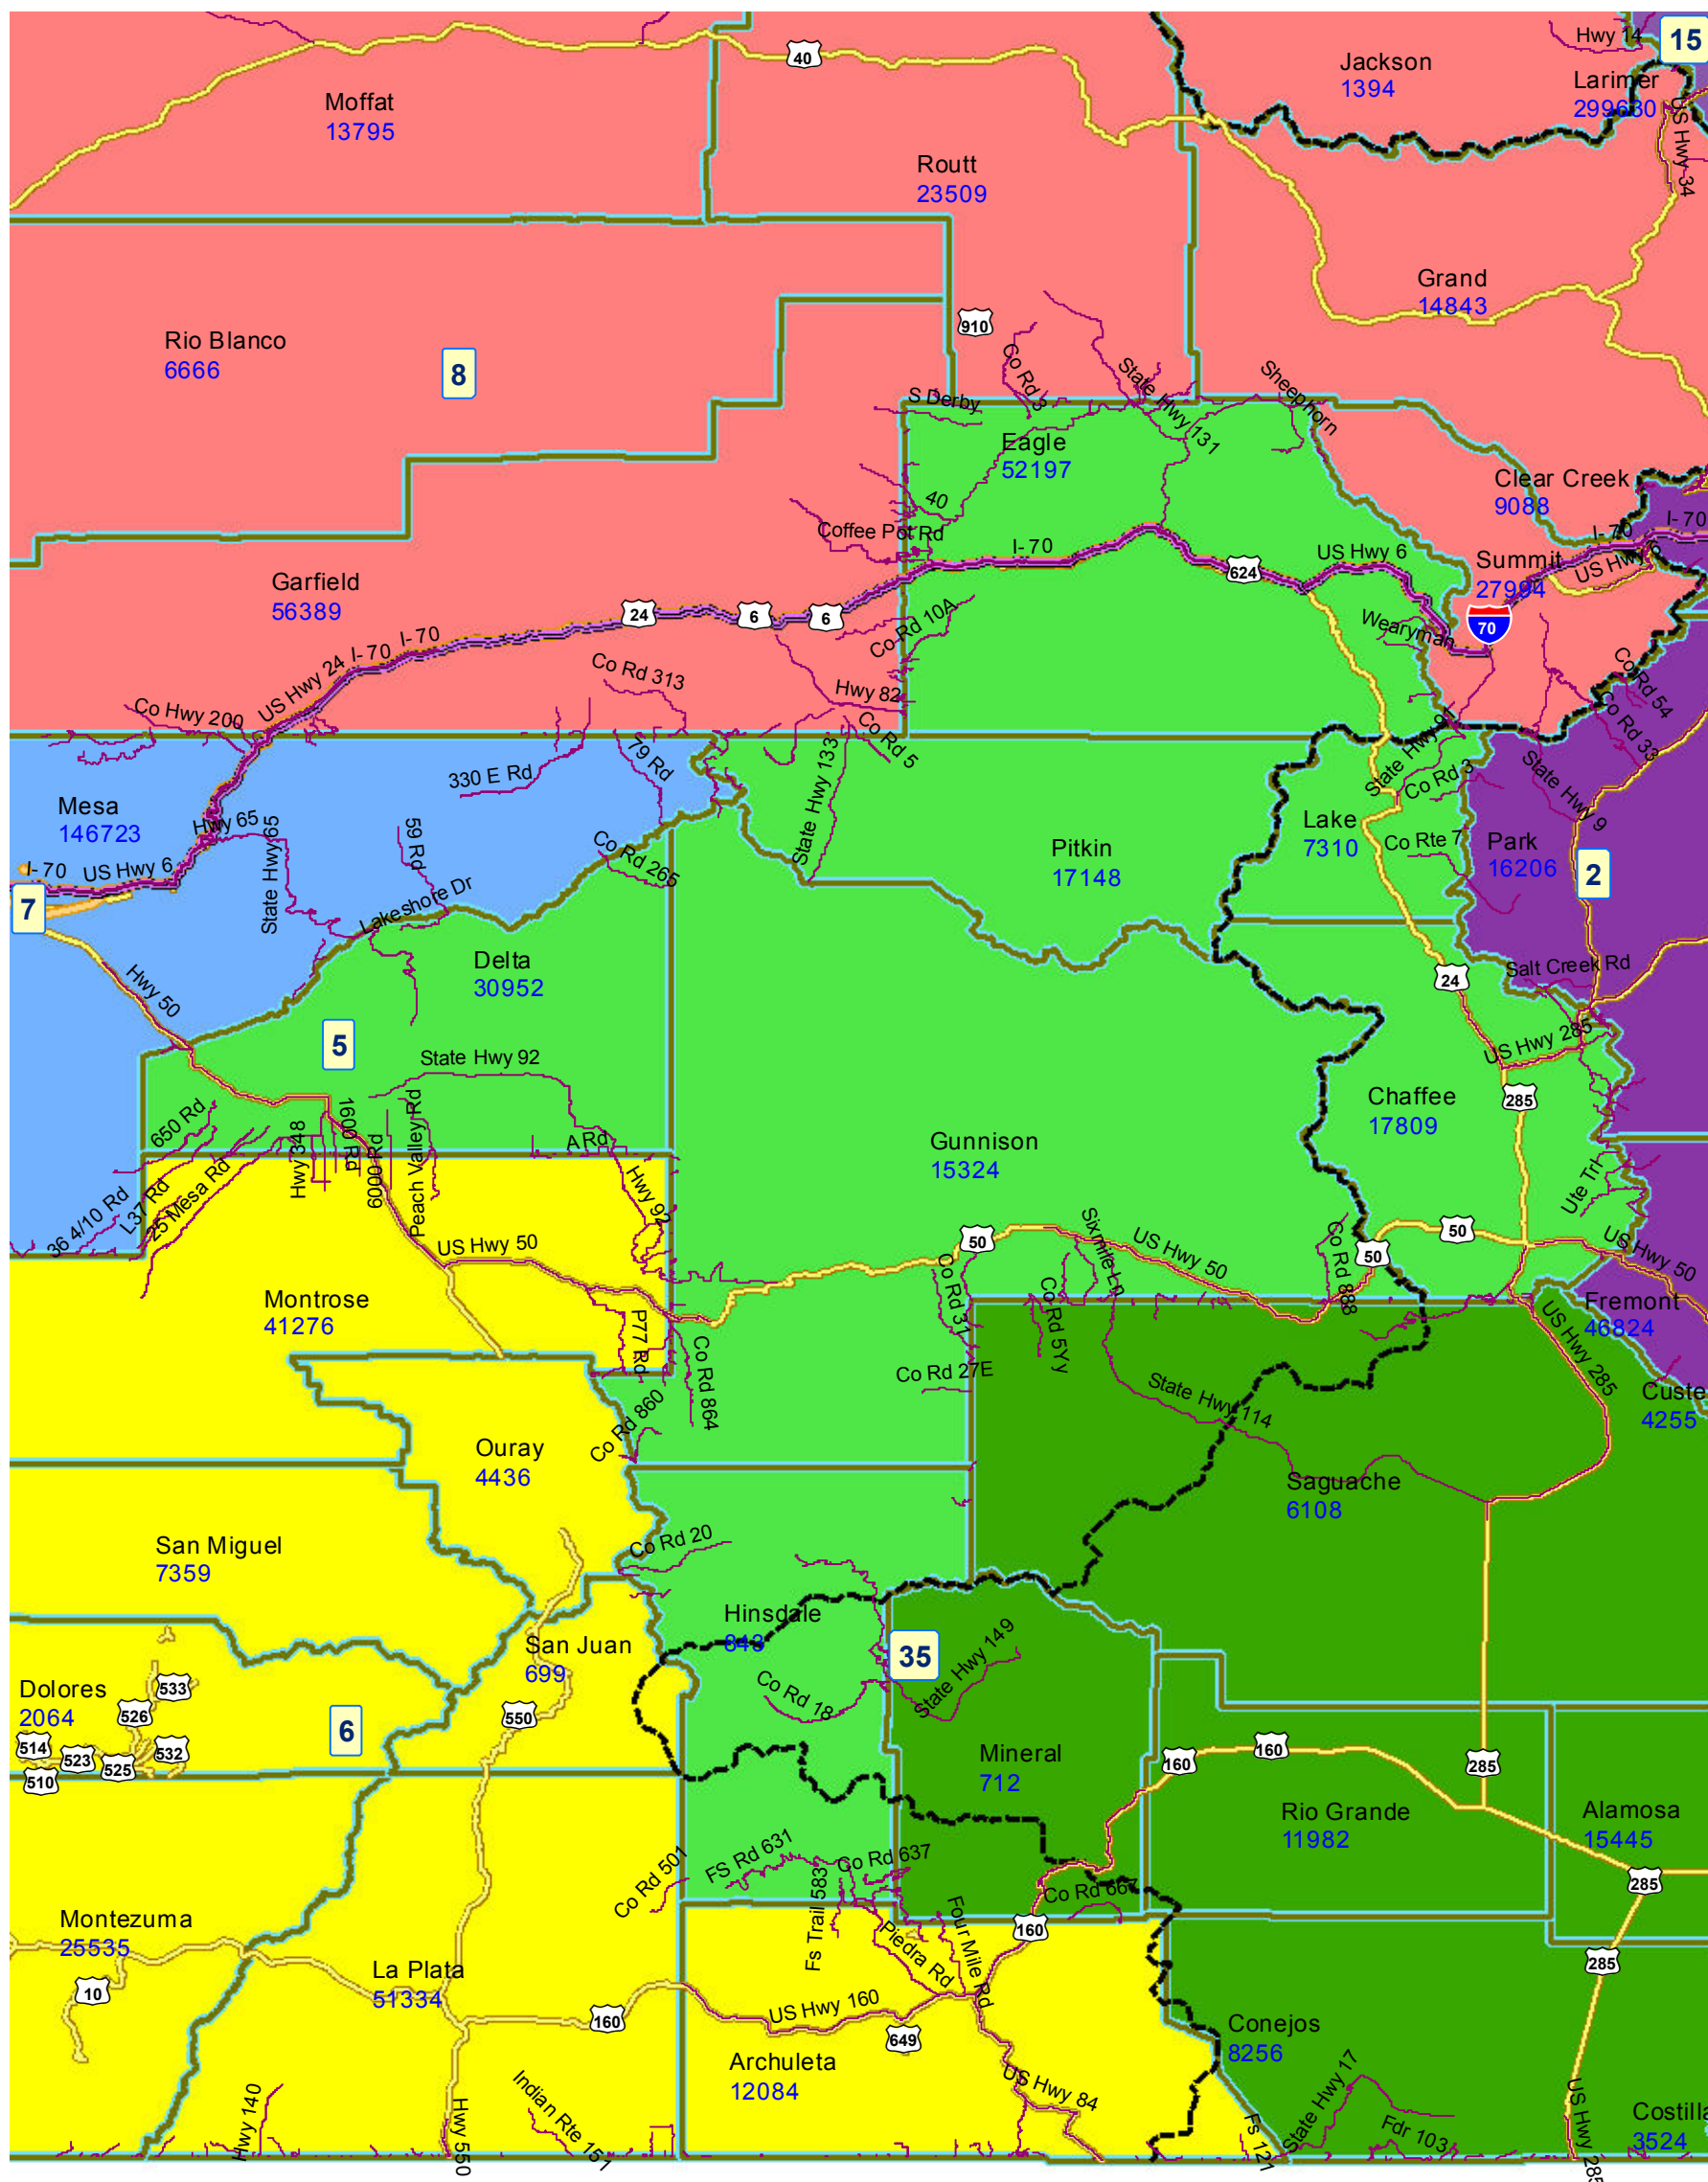 Hwy 14
15
Jackson
1394
Larimer
299630
40
Moffat
13795
US Hwy 34
Routt
23509
Grand
14843
910
Rio Blanco
6666
8
Co Rd 3
State Hwy 131
Sheephorn
S Derby
Eagle
52197
Clear Creek
9088
40
Coffee Pot Rd
I-70
I-70
I-70
US Hwy 6
624
Summit
27994
US Hwy 6
Garfield
56389
24
6
6
70
Co Rd 10A
Wearyman
I-70
I-70
US Hwy 24
Co Rd 313
Hwy 82
Co Rd 54
Co Hwy 200
Co Rd 5
State Hwy 91
Co Rd 33
79 Rd
330 E Rd
State Hwy 133
Co Rd 3
State Hwy 9
Mesa
146723
Hwy 65
State Hwy 65
59 Rd
Co Rd 265
Pitkin
17148
Lake
7310
Co Rte 7
Park
16206
2
I-70
US Hwy 6
7
Lakeshore Dr
Delta
30952
Hwy 50
24
Salt Creek Rd
5
US Hwy 285
State Hwy 92
285
Chaffee
17809
650 Rd
Hwy 348
1600 Rd
6000 Rd
Peach Valley Rd
A Rd
Gunnison
15324
36 4/10 Rd
L37 Rd
25 Mesa Rd
Hwy 92
Ute Trl
US Hwy 50
50
Sixmile Ln
US Hwy 50
Co Rd 888
50
50
US Hwy 50
Montrose
41276
P77 Rd
Co Rd 864
Co Rd 31
Co Rd 5Yy
Fremont
46824
US Hwy 285
Co Rd 27E
State Hwy 114
Custe
4255
Co Rd 860
Ouray
4436
Saguache
6108
San Miguel
7359
Co Rd 20
Hinsdale
843
San Juan
699
35
State Hwy 149
Dolores
2064
533
526
514
523
525
532
510
6
550
Co Rd 18
Mineral
712
160
160
285
Rio Grande
11982
Alamosa
15445
285
Co Rd 501
FS Rd 631
Fs Trail 583
Co Rd 637
Co Rd 667
Montezuma
25535
10
La Plata
51334
160
Piedra Rd
Four Mile Rd
160
285
US Hwy 160
649
Archuleta
12084
Conejos
8256
US Hwy 84
Hwy 140
Hwy 550
Indian Rte 151
Fs 121
State Hwy 17
Fdr 103
US Hwy 285
Costilla
3524